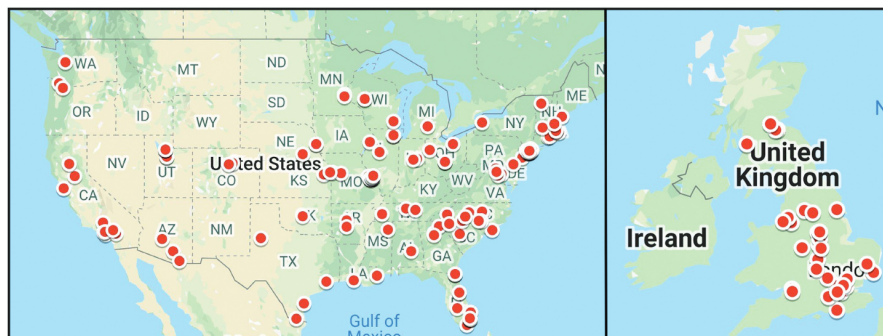 WA
MT
ND
MN
WI
MI
ME
NH
NY
OR
ID
WY
SD
IA
NE
PA
OH
NV
UT
CO
United States
KS
MO
WV
KY
VA
DE
CA
AZ
NM
MS
GA
TX
LA
Gulf of
Mexico
United
Kingdom
Ireland